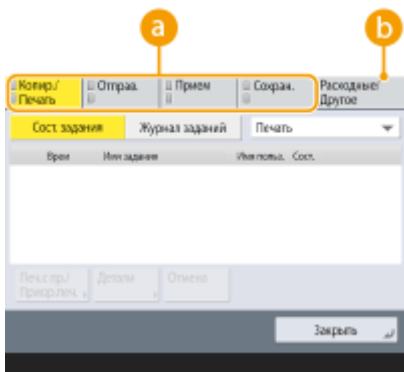 a
b
Копир./
Печать
Отправ.
Прием
Сохран.
Расходные/
Другое
Сост. задания
Журнал заданий
Печать
Врем
Имя задания
Имя польз.
Сост.
Печ.с пр./
Приор.печ.
Детали
Отмена
Закрыть